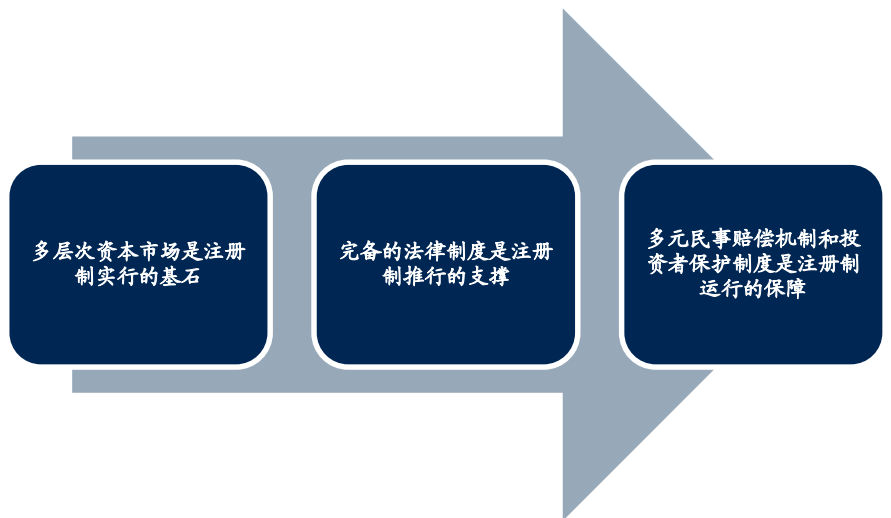 多层次资本市场是注册
制实行的基石
完备的法律制度是注册
制推行的支撑
多元民事赔偿机制和投
资者保护制度是注册制
运行的保障